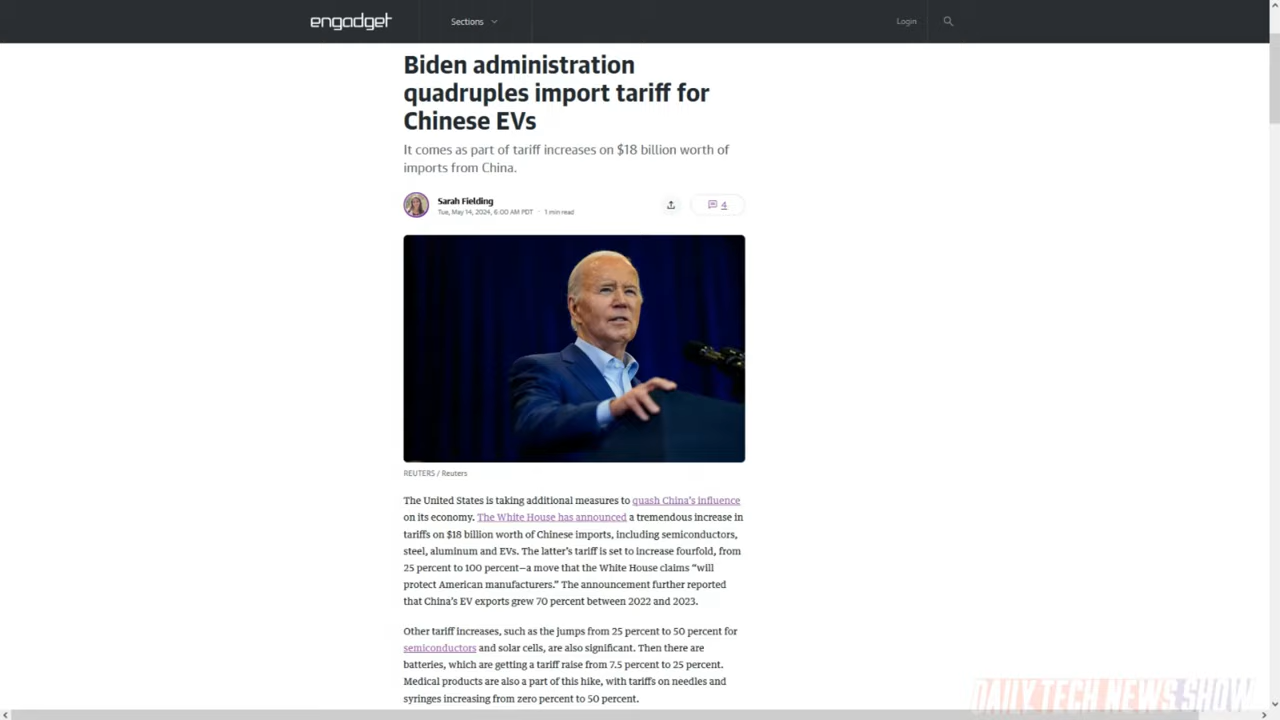 engadget
Sections
Login
Biden administration
quadruples import tariff for
Chinese EVs
It comes as part of tariff increases on $18 billion worth of
imports from China.
Sarah Fielding
Tue, May 14, 2024, 6:00 AM PDT · 1 min read
4
REUTERS / Reuters
The United States is taking additional measures to quash China's influence
on its economy. The White House has announced a tremendous increase in
tariffs on $18 billion worth of Chinese imports, including semiconductors,
steel, aluminum and EVs. The latter's tariff is set to increase fourfold, from
25 percent to 100 percent—a move that the White House claims “will
protect American manufacturers.” The announcement further reported
that China's EV exports grew 70 percent between 2022 and 2023.
Other tariff increases, such as the jumps from 25 percent to 50 percent for
semiconductors and solar cells, are also significant. Then there are
batteries, which are getting a tariff raise from 7.5 percent to 25 percent.
Medical products are also a part of this hike, with tariffs on needles and
syringes increasing from zero percent to 50 percent.
DAILY TECH NEWS SHOW